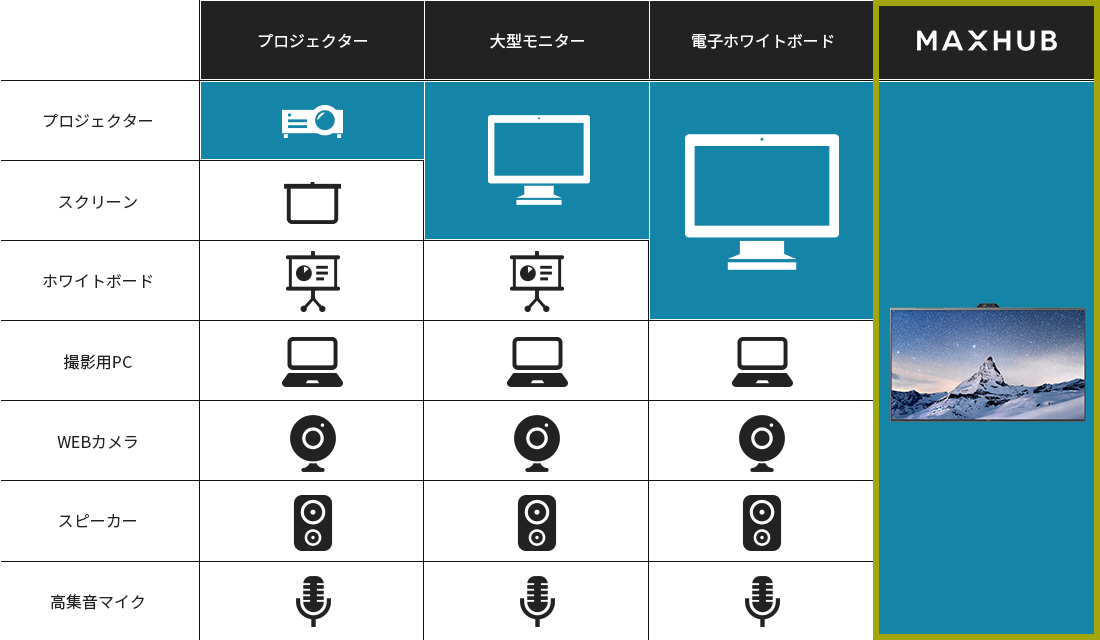 プロジェクター
大型モニター
電子ホワイトボード
MAXHUB
プロジェクター
スクリーン
ホワイトボード
撮影用PC
WEBカメラ
スピーカー
高集音マイク